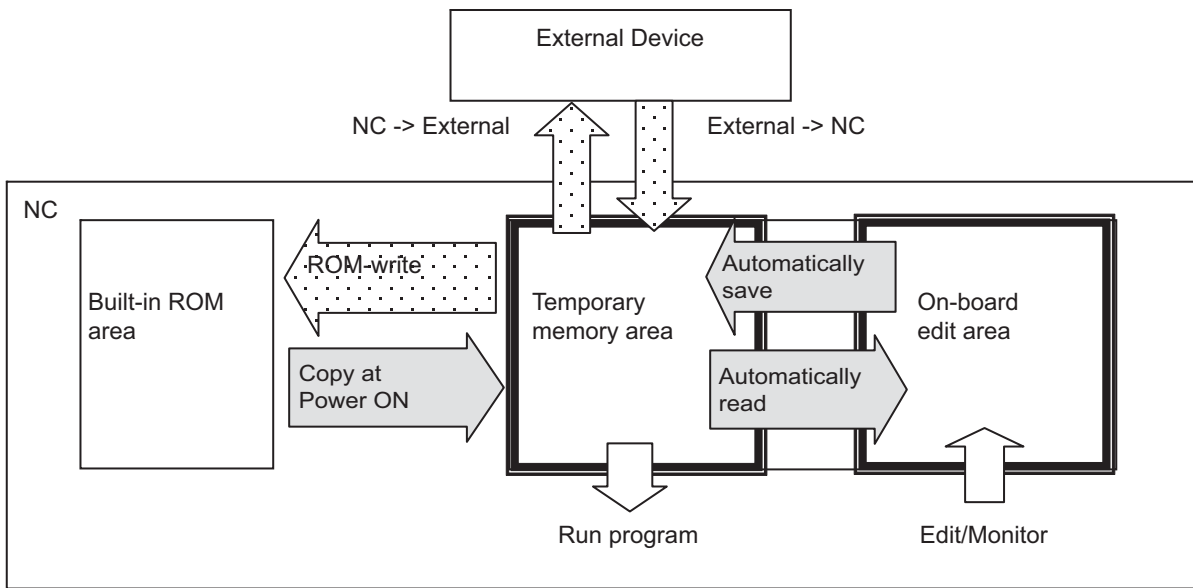 External Device
NC -> External
External -> NC
NC
ROM-write
Automatically
save
Built-in ROM
area
Temporary
memory area
On-board
edit area
Copy at
Power ON
Automatically
read
Run program
Edit/Monitor